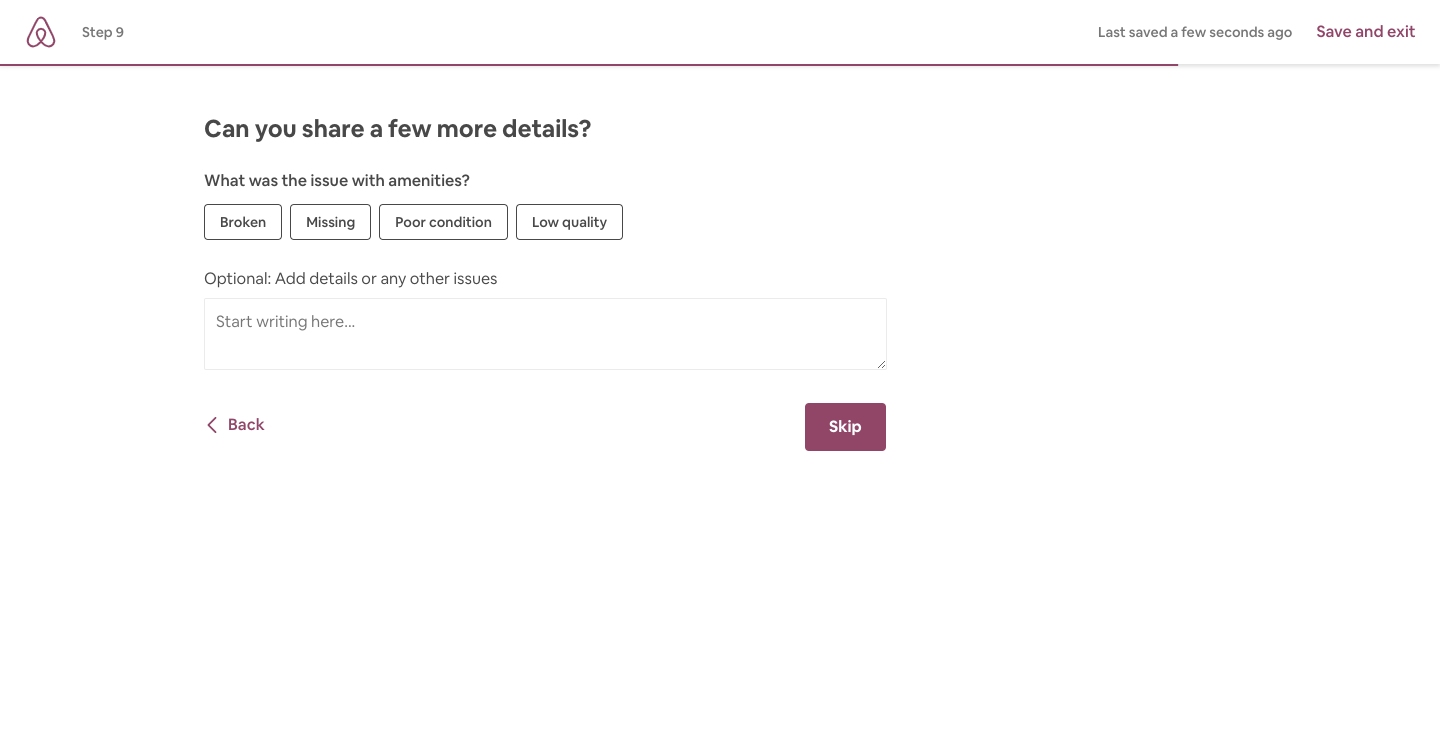 Step 9
Last saved a few seconds ago
Save and exit
Can you share a few more details?
What was the issue with amenities?
Broken
Missing
Poor condition
Low quality
Optional: Add details or any other issues
Start writing here...
Back
Skip